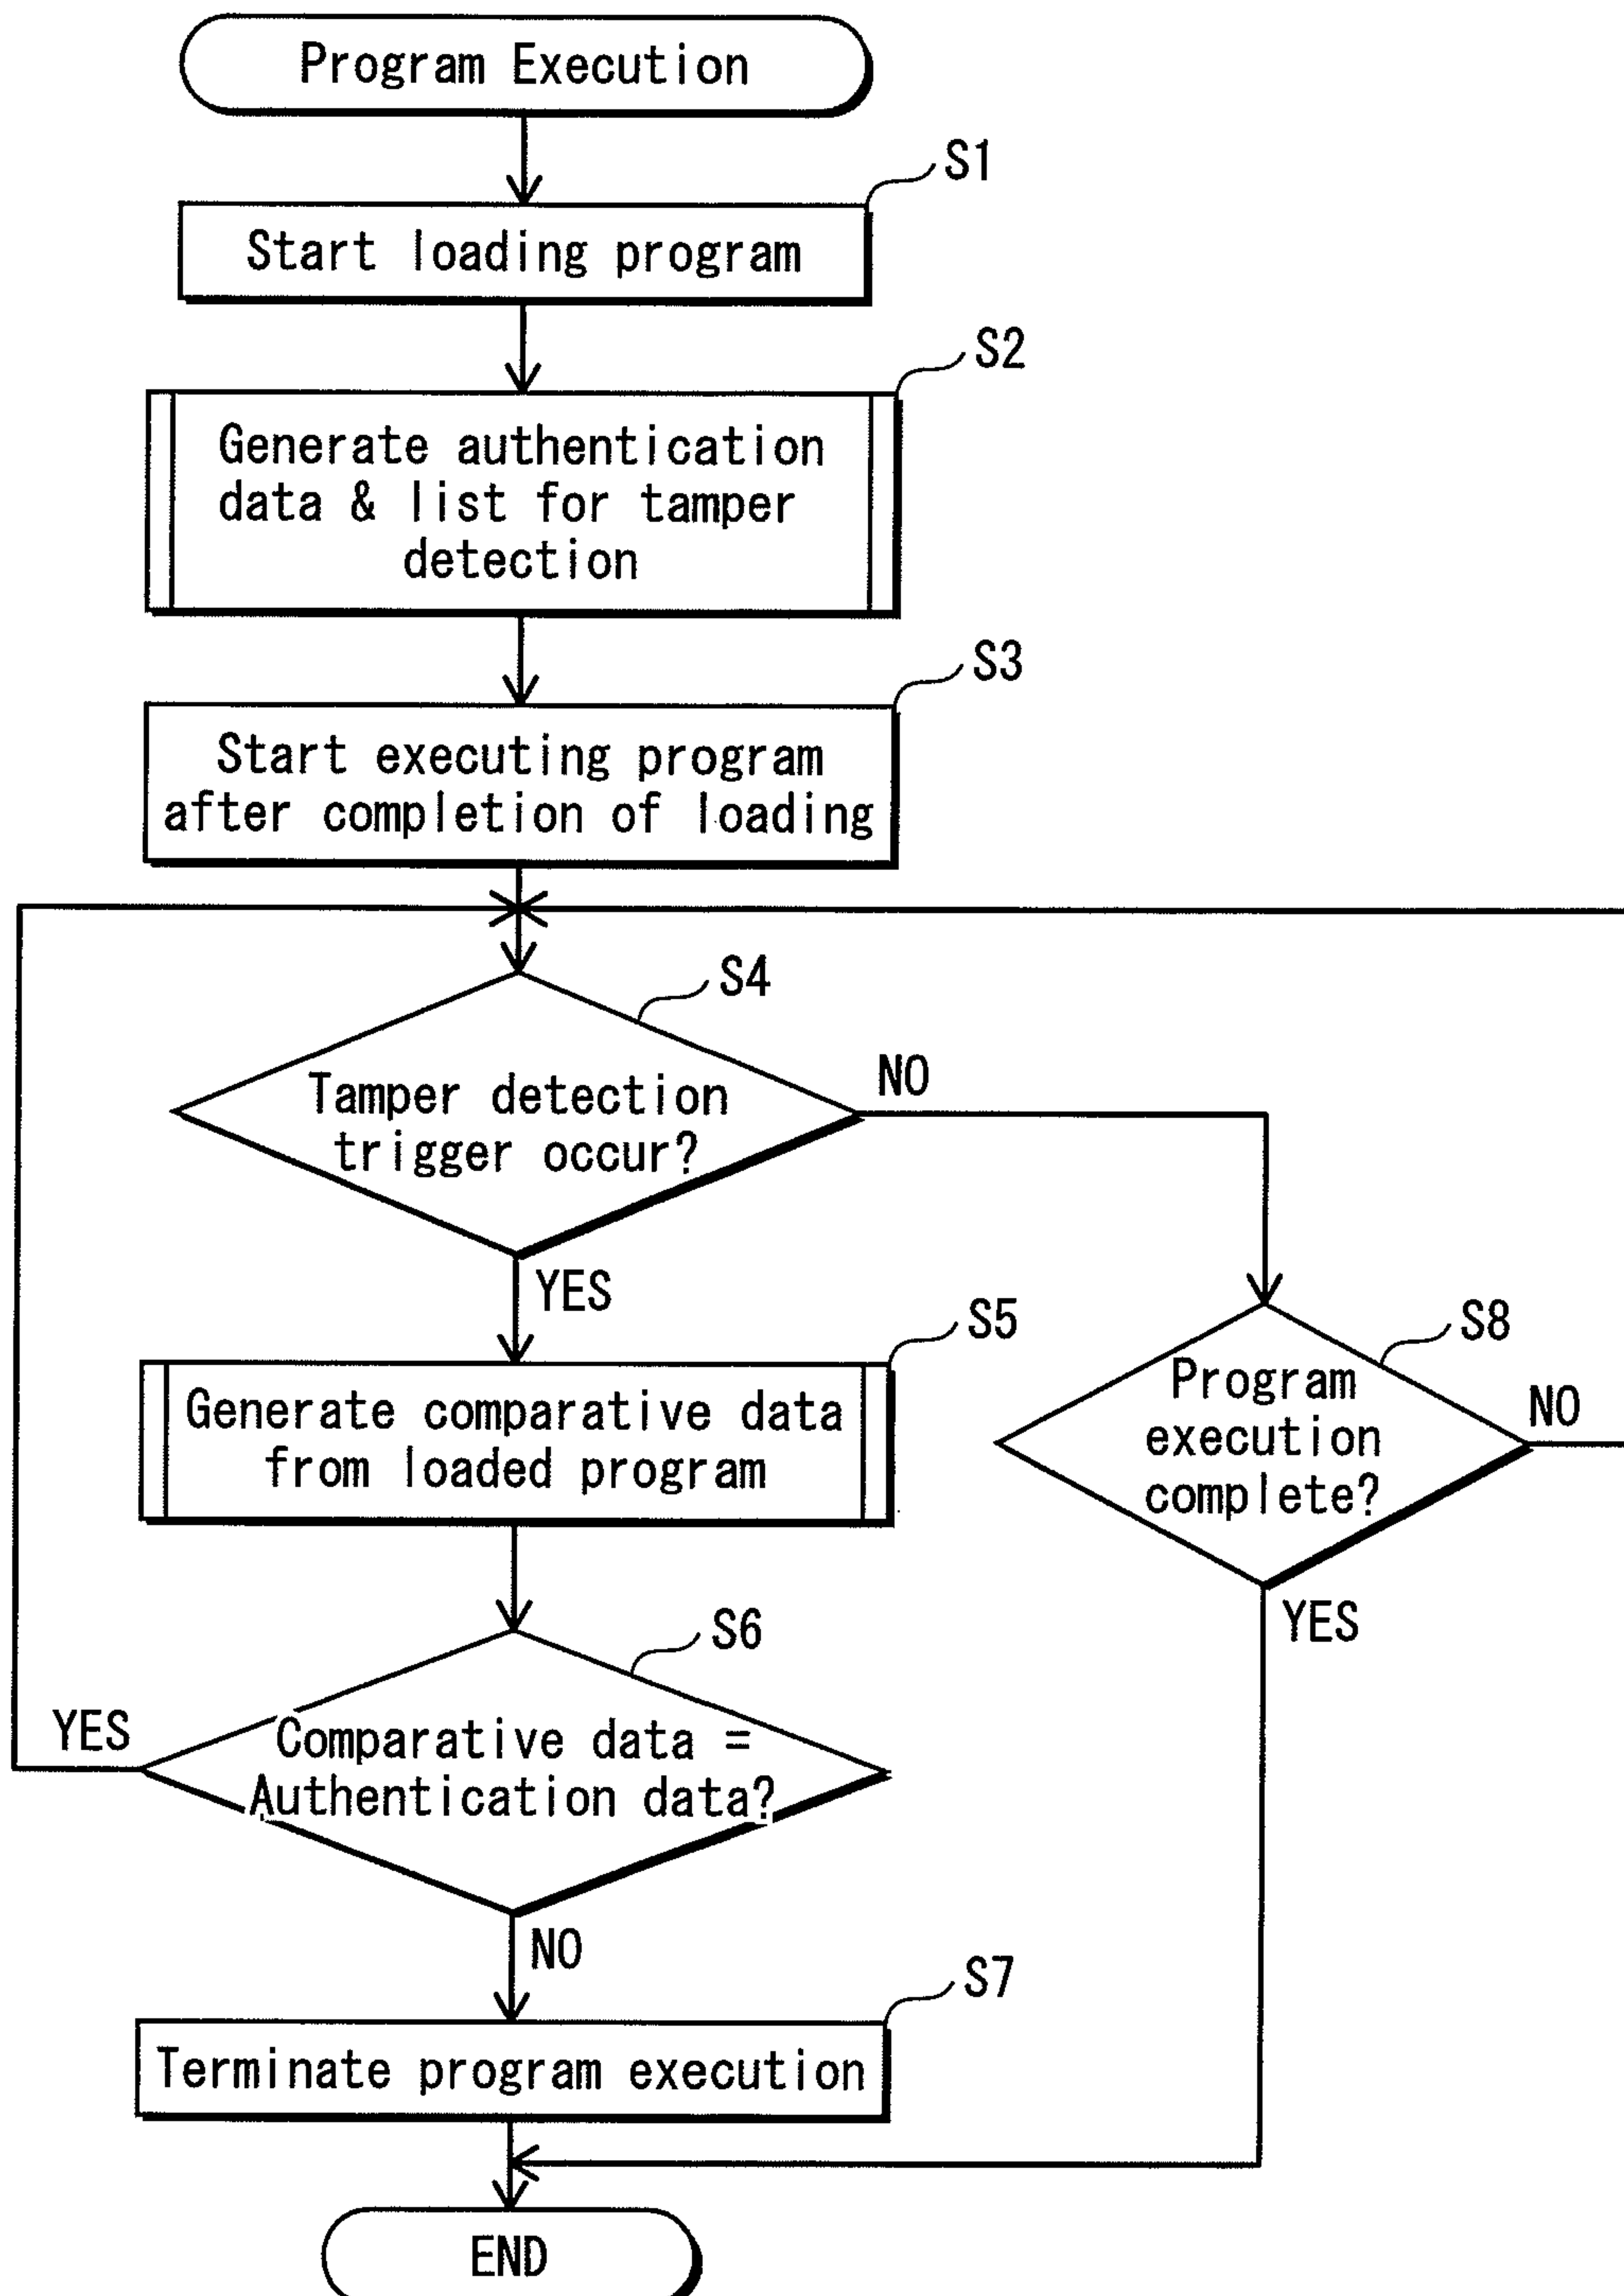 Program Execution
S1
Start loading program
S2
Generate authentication
data & list for tamper
detection
S3
Start executing program
after completion of loading
S4
Tamper detection
trigger occur?
NO
YES
S5
Generate comparative data
from loaded program
S8
Program
execution
complete?
NO
YES
S6
Comparative data =
Authentication data?
YES
NO
S7
Terminate program execution
END